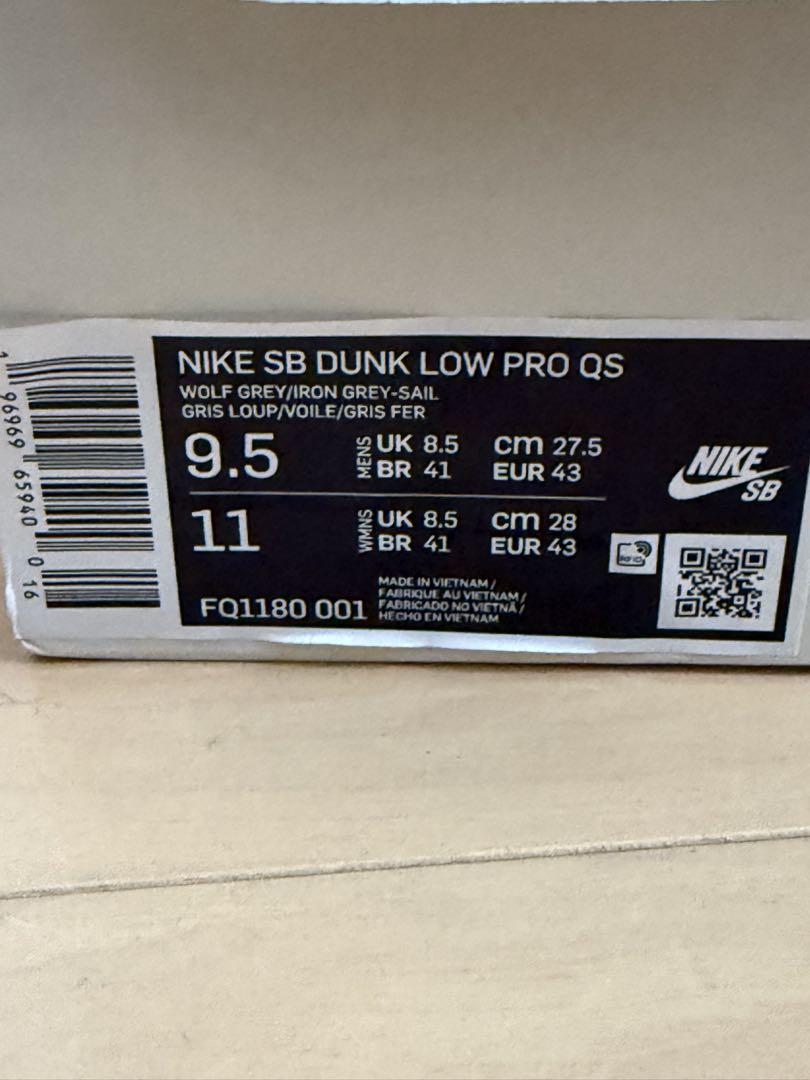 NIKE SB DUNK LOW PRO QS
WOLF GREY/IRON GREY-SAIL
GRIS LOUP/VOILE/GRIS FER
9.5
MENS
UK 8.5 cm 27.5
BR 41 EUR 43
11
WMNS
UK 8.5 cm 28
BR 41 EUR 43
FQ1180 001
MADE IN VIETNAM /
FABRIQUE AU VIETNAM /
FABRICADO NO VIETNÃ /
HECHO EN VIETNAM
NIKE
SB
RFID
1 96969 65940 0 16